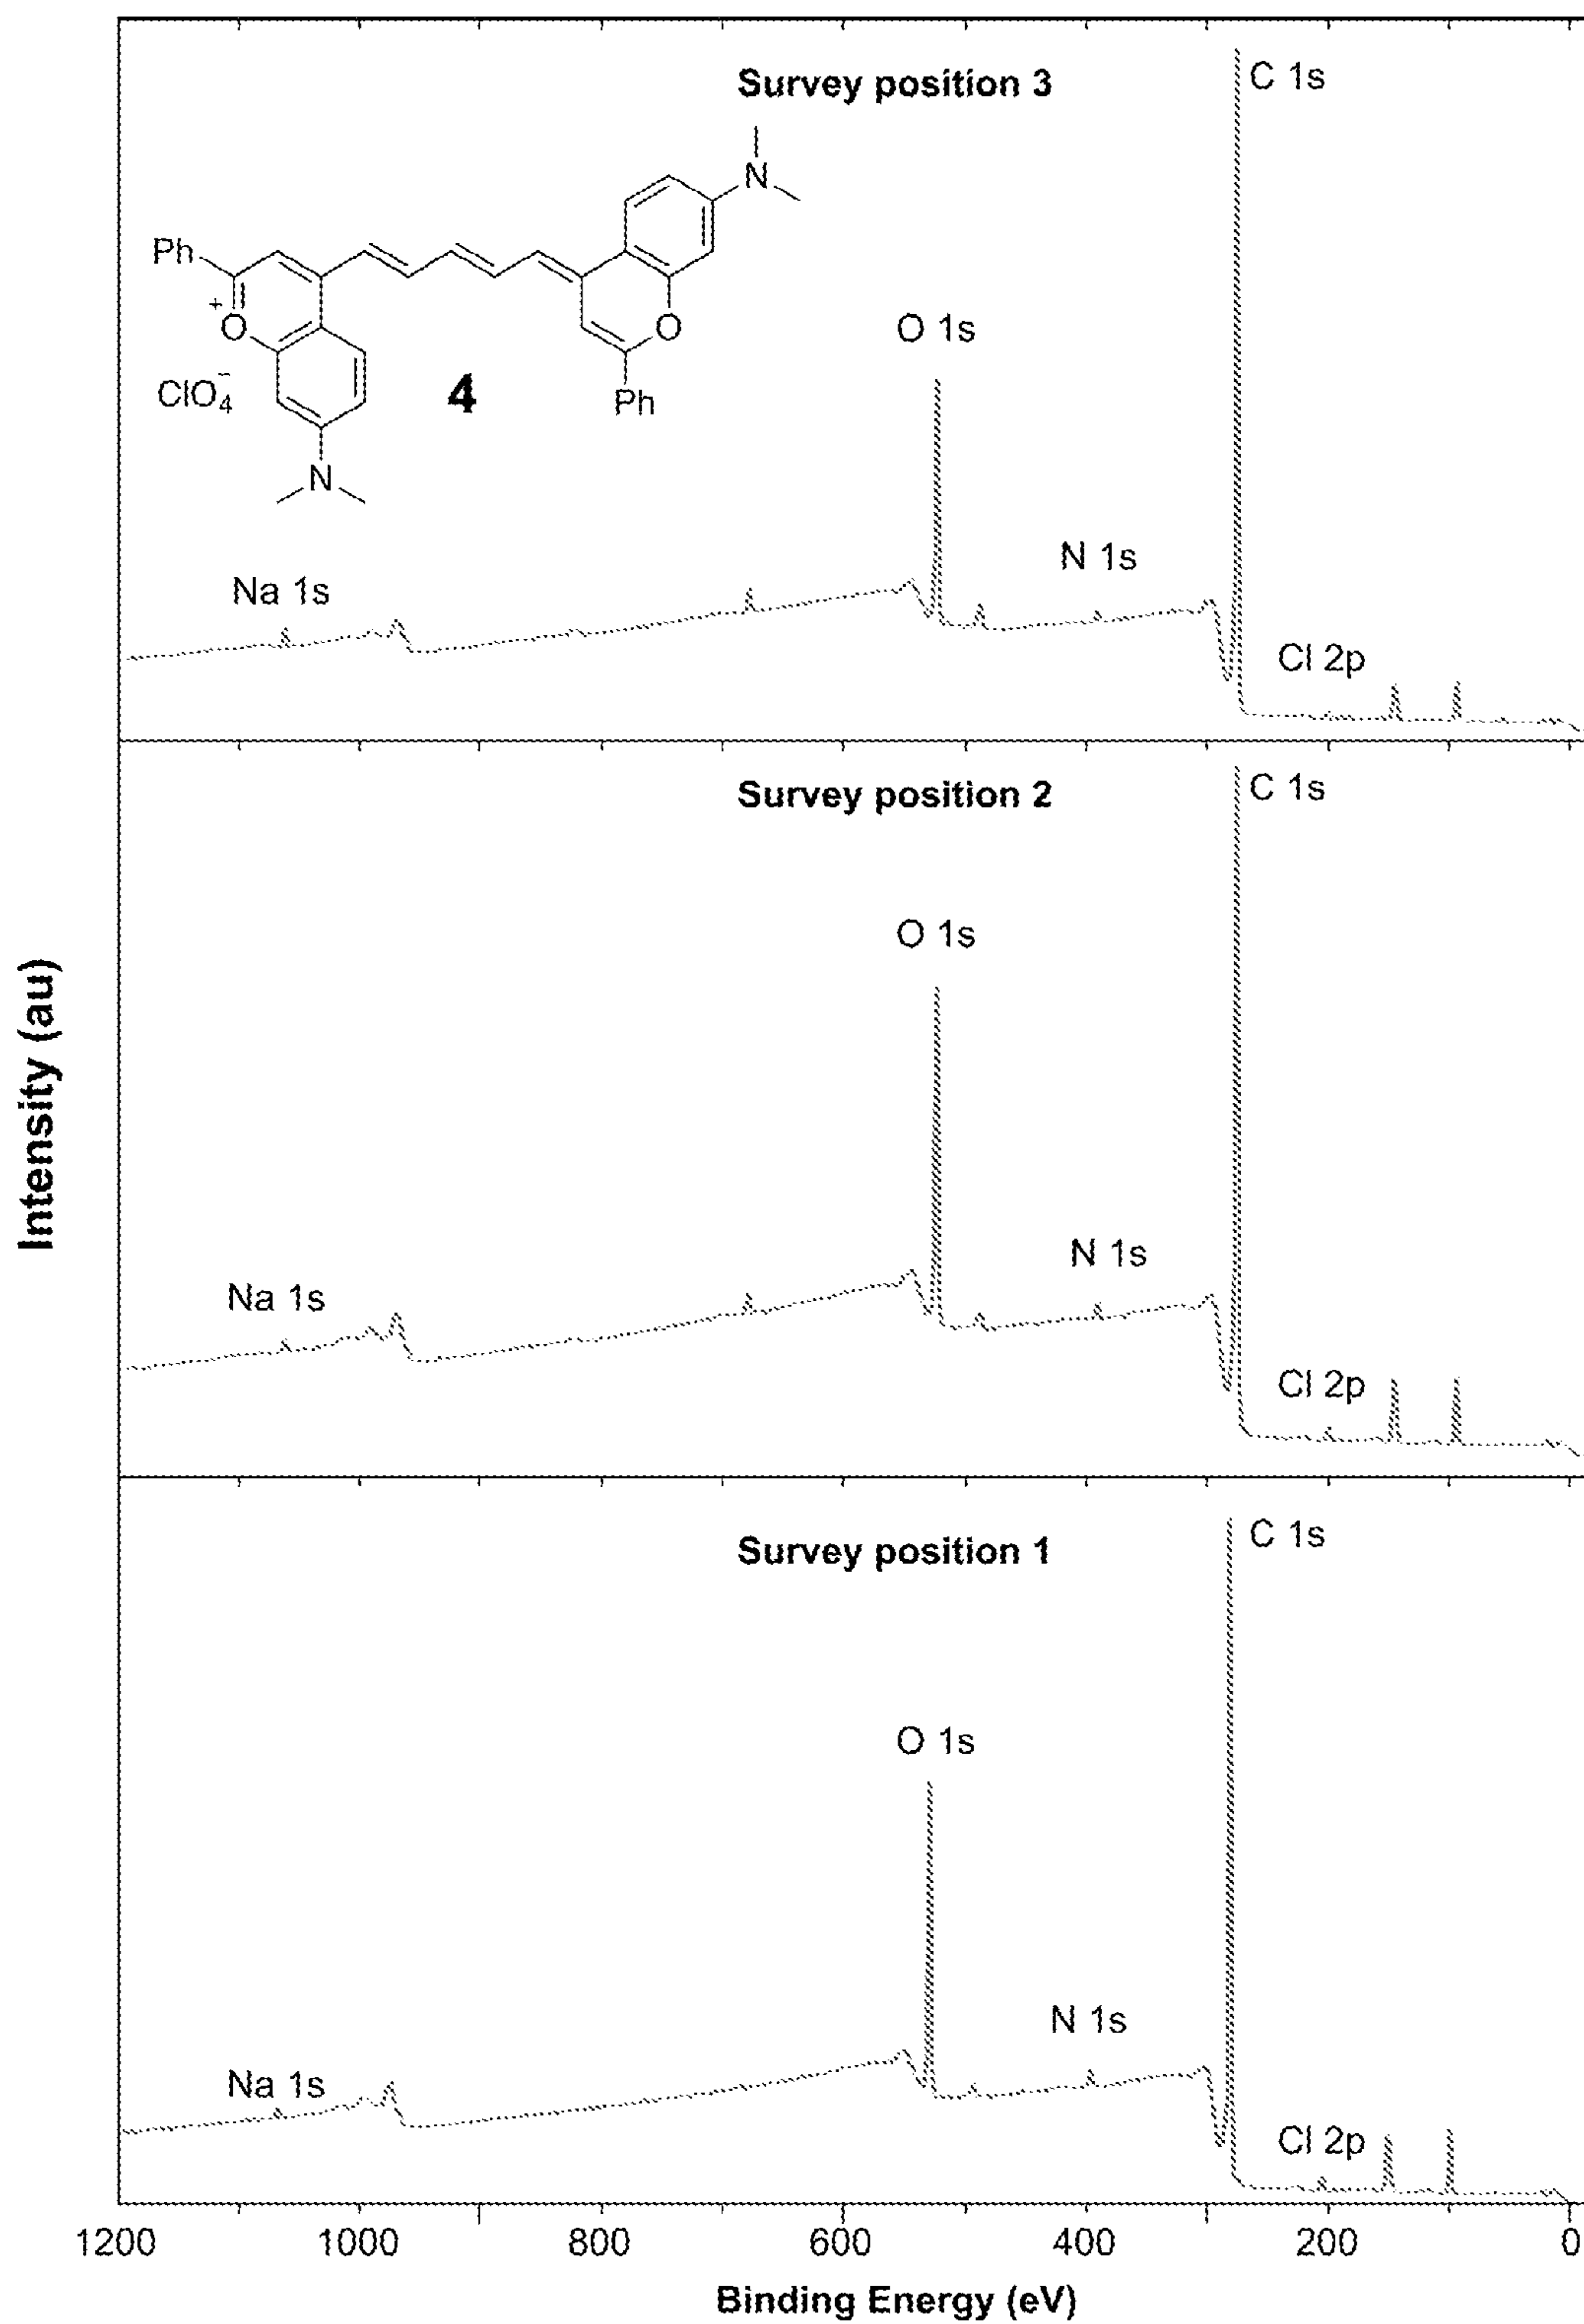 Survey position 3
C 1s
N
Ph
+
O
O
O 1s
ClO4-
4
Ph
N
N 1s
Na 1s
Cl 2p
Survey position 2
C 1s
O 1s
N 1s
Na 1s
Cl 2p
Intensity (au)
Survey position 1
C 1s
O 1s
N 1s
Na 1s
Cl 2p
1200 1000 800 600 400 200 0
Binding Energy (eV)